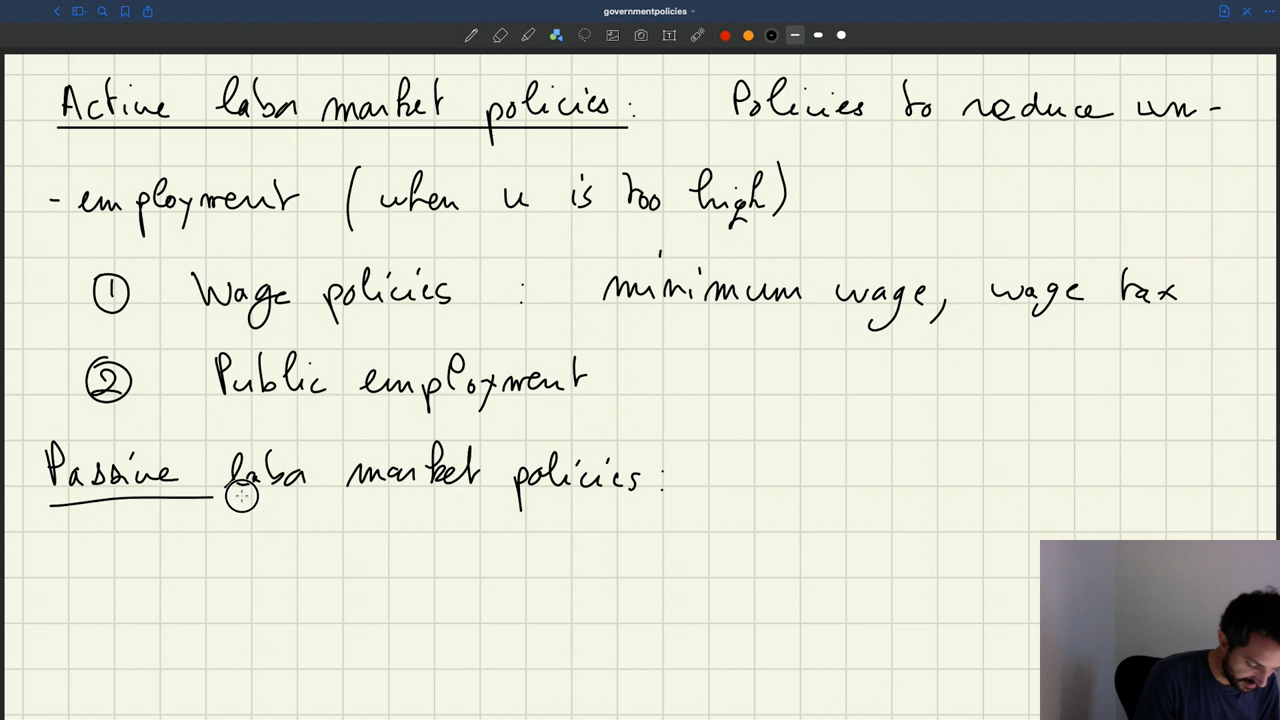 governmentpolicies
Active labor market policies: Policies to reduce un-
-employment (when u is too high)
① Wage policies : minimum wage, wage tax
② Public employment
Passive labor market policies: